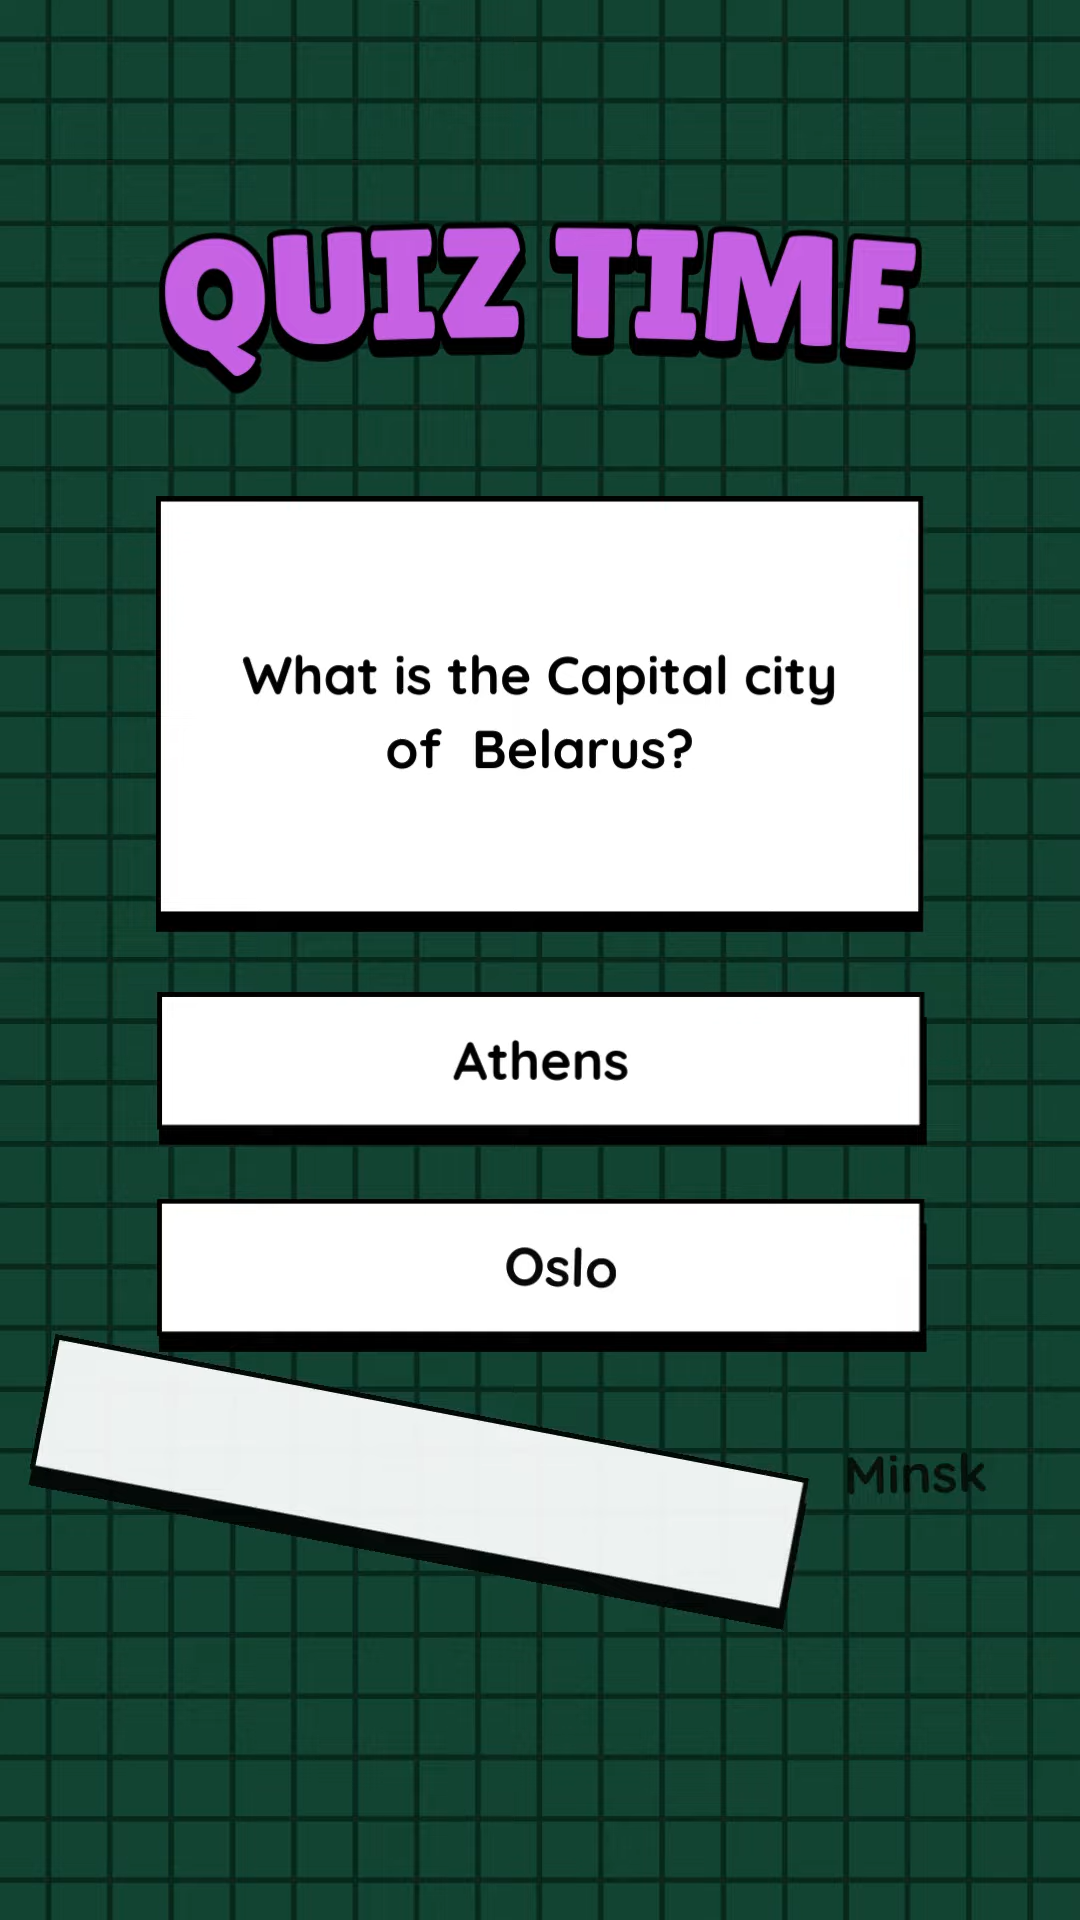 QUIZ TIME
What is the Capital city
of Belarus?
Athens
Oslo
Minsk